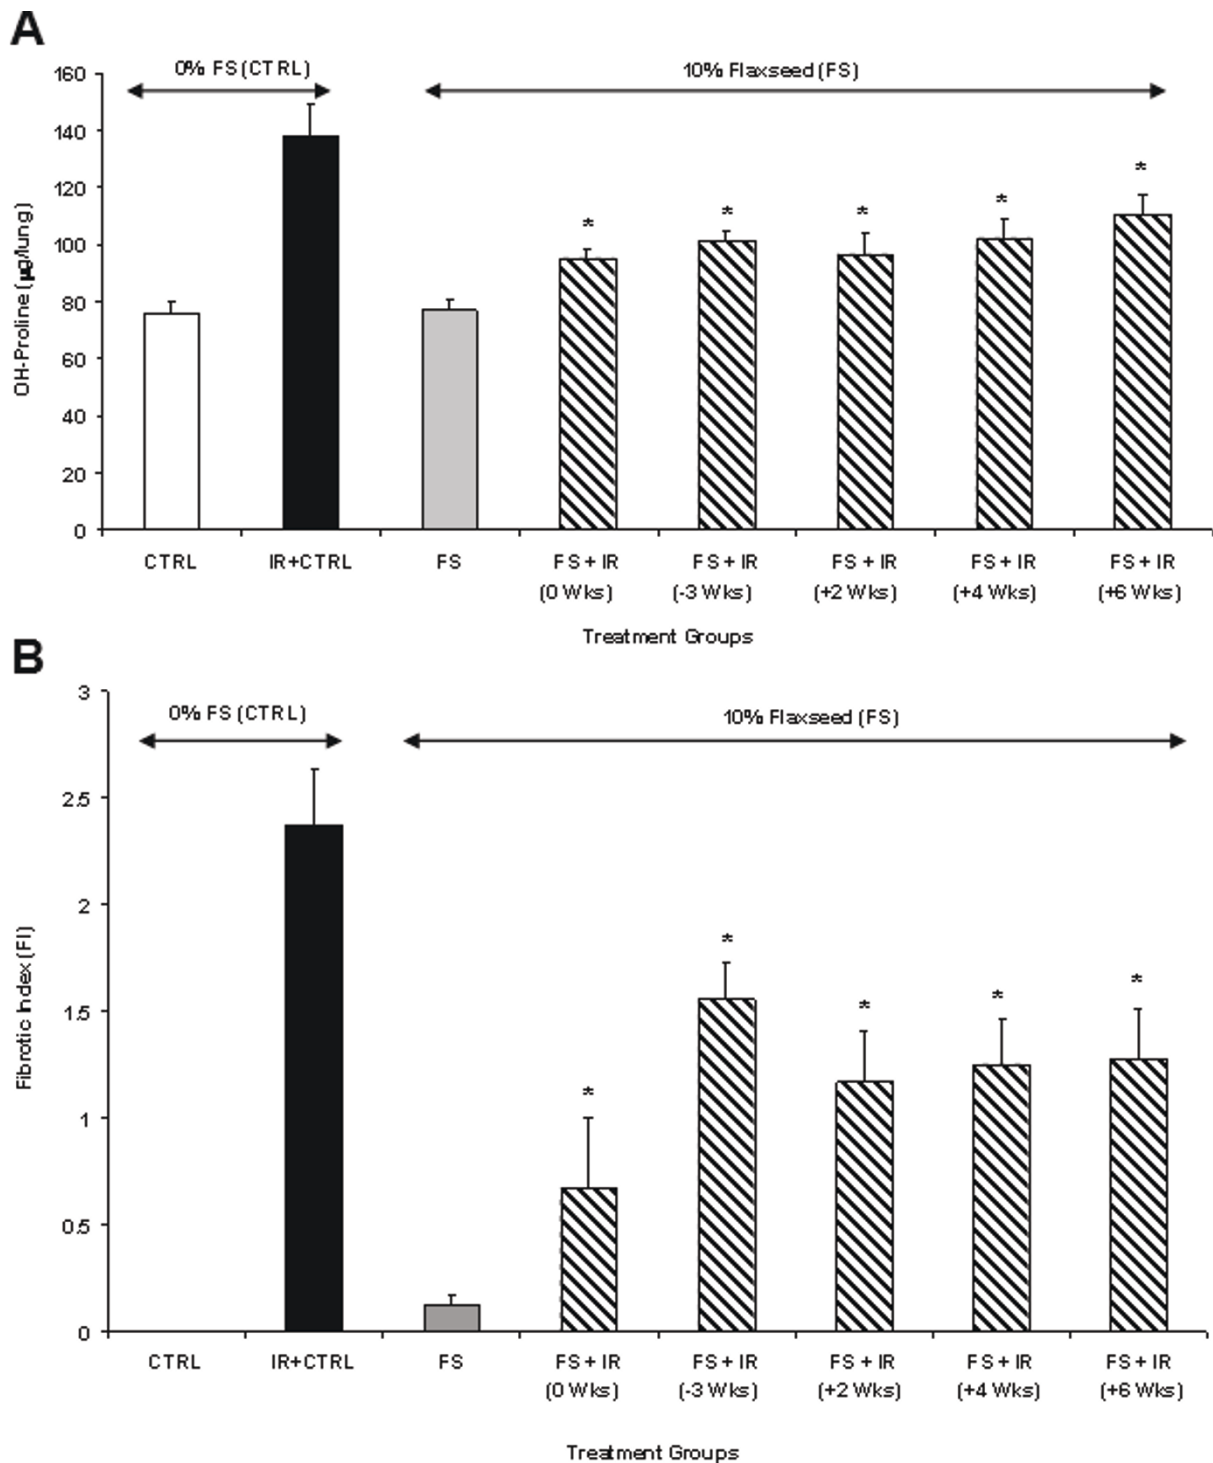 A
0% FS (CTRL)
10% Flaxseed (FS)
160
140
120
100
80
60
40
20
0
OH-Proline (µg/lung)
* * * * *
CTRL IR+CTRL FS FS + IR FS + IR FS + IR FS + IR FS + IR
(0 Wks) (-3 Wks) (+2 Wks) (+4 Wks) (+6 Wks)
Treatment Groups
B
0% FS (CTRL)
10% Flaxseed (FS)
3
2.5
2
1.5
1
0.5
0
Fibrotic Index (FI)
* * * * *
CTRL IR+CTRL FS FS + IR FS + IR FS + IR FS + IR FS + IR
(0 Wks) (-3 Wks) (+2 Wks) (+4 Wks) (+6 Wks)
Treatment Groups